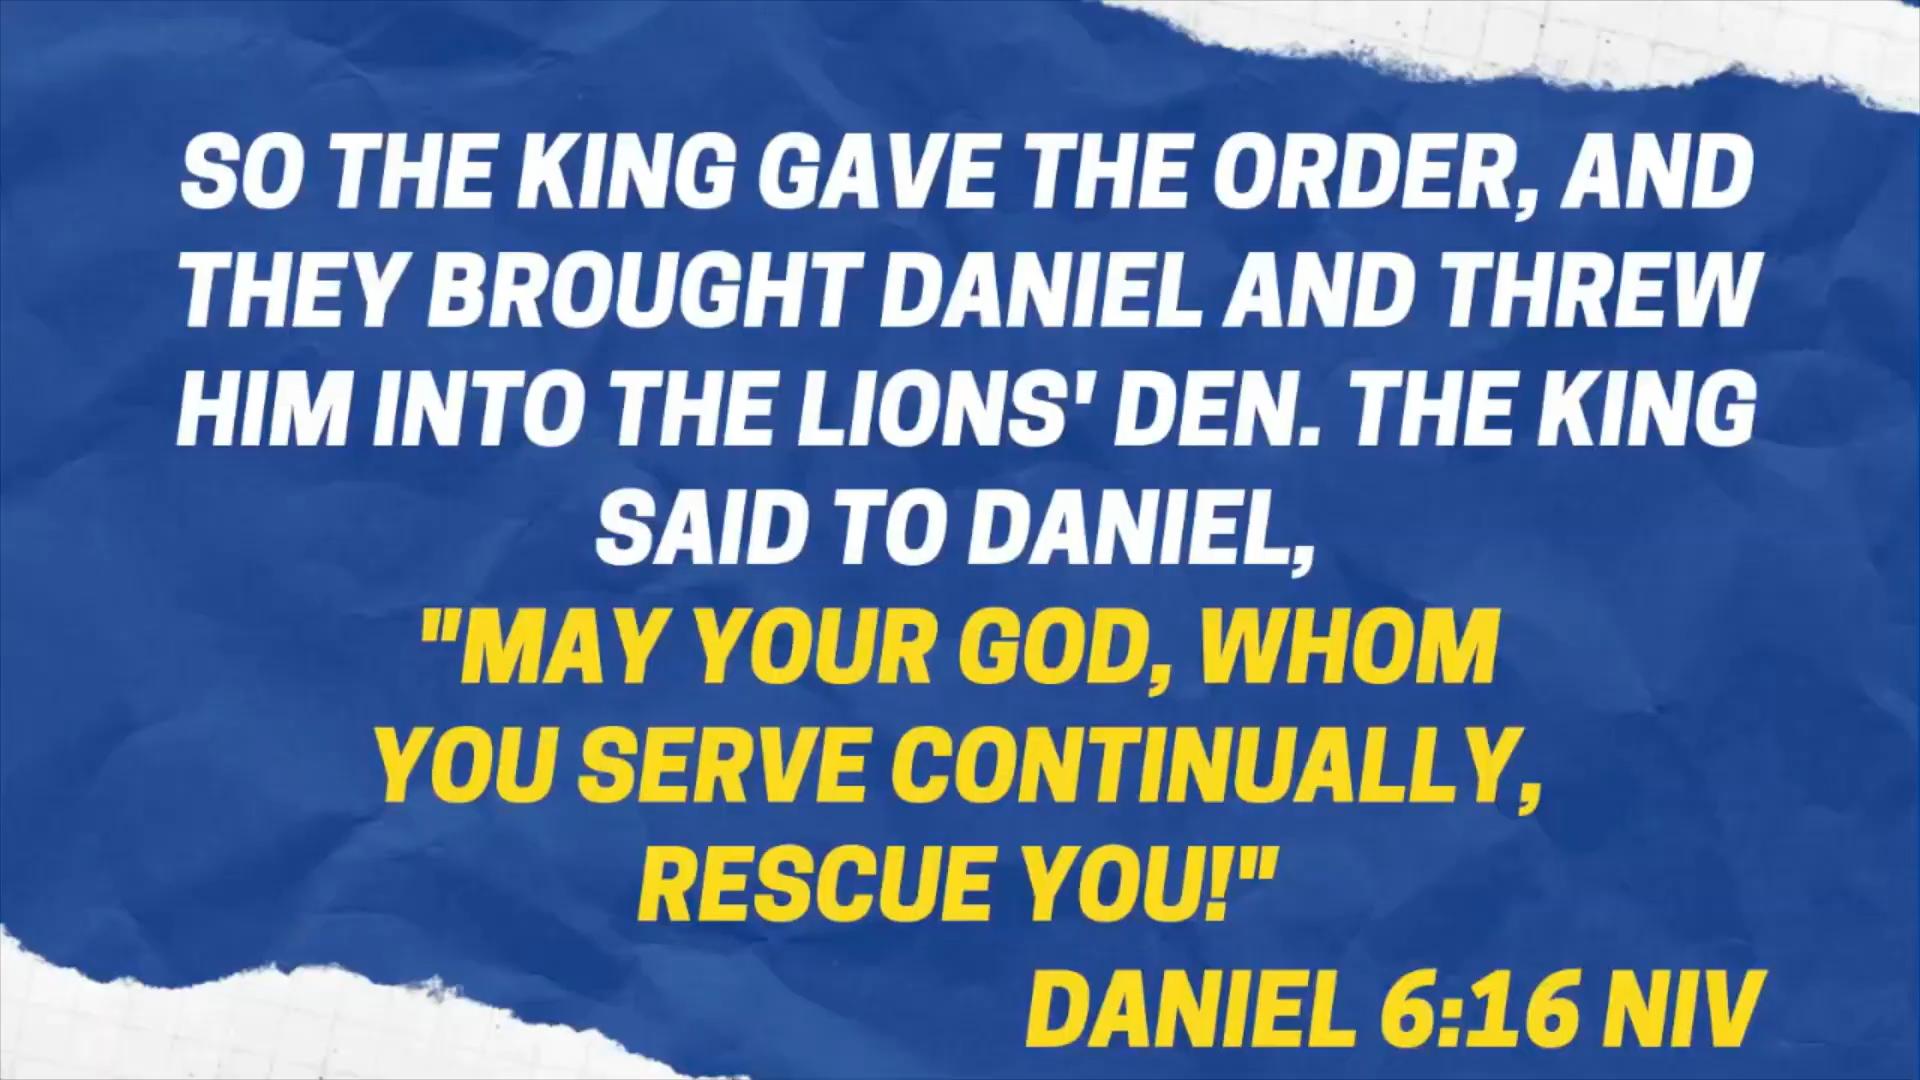 SO THE KING GAVE THE ORDER, AND
THEY BROUGHT DANIEL AND THREW
HIM INTO THE LIONS' DEN. THE KING
SAID TO DANIEL,
"MAY YOUR GOD, WHOM
YOU SERVE CONTINUALLY,
RESCUE YOU!"
DANIEL 6:16 NIV